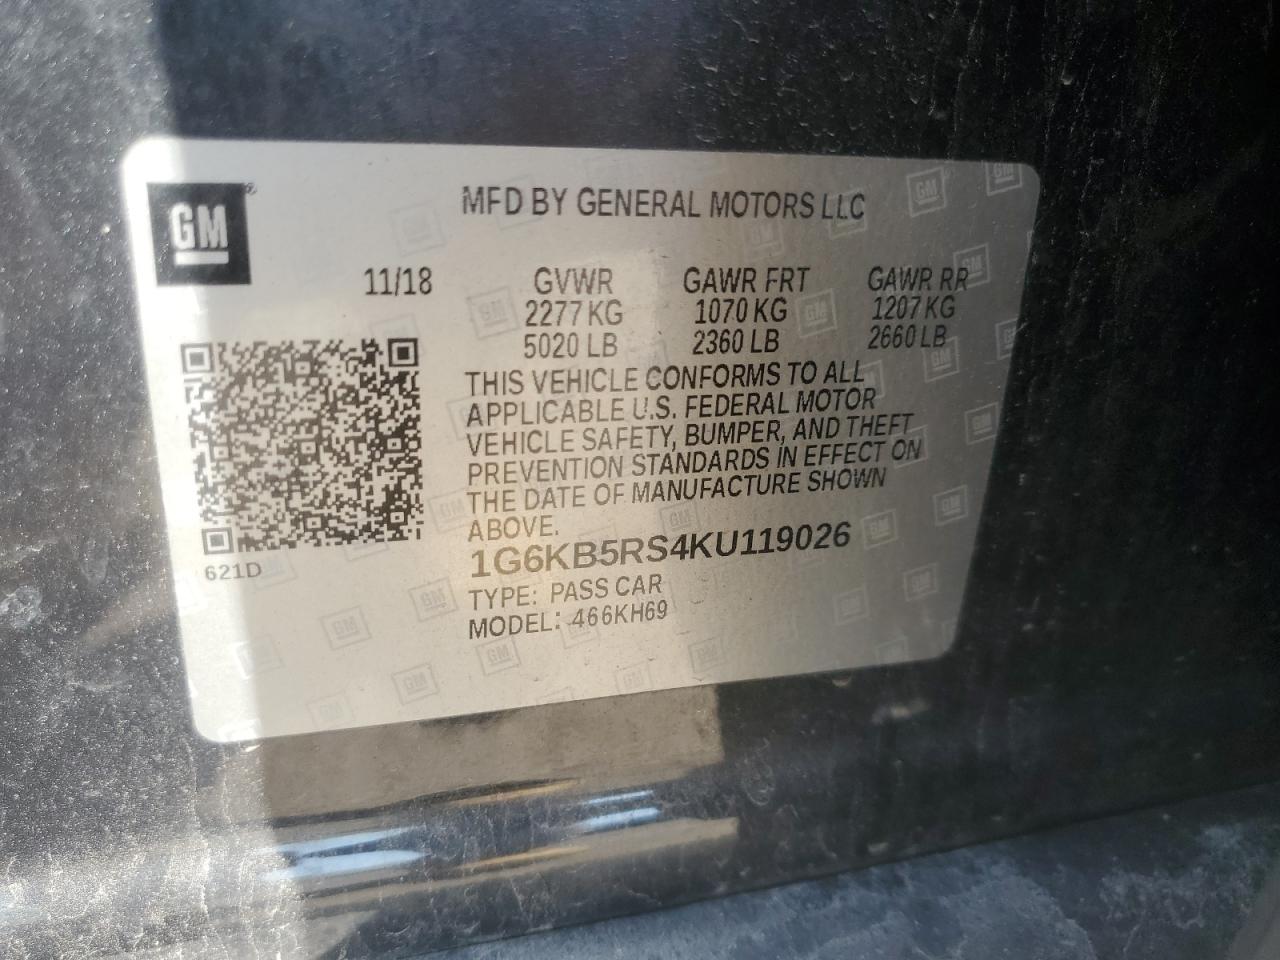 GM
MFD BY GENERAL MOTORS LLC
11/18 GVWR GAWR FRT GAWR RR
2277 KG 1070 KG 1207 KG
5020 LB 2360 LB 2660 LB
THIS VEHICLE CONFORMS TO ALL
APPLICABLE U.S. FEDERAL MOTOR
VEHICLE SAFETY, BUMPER, AND THEFT
PREVENTION STANDARDS IN EFFECT ON
THE DATE OF MANUFACTURE SHOWN
ABOVE.
621D
1G6KB5RS4KU119026
TYPE: PASS CAR
MODEL: 466KH69